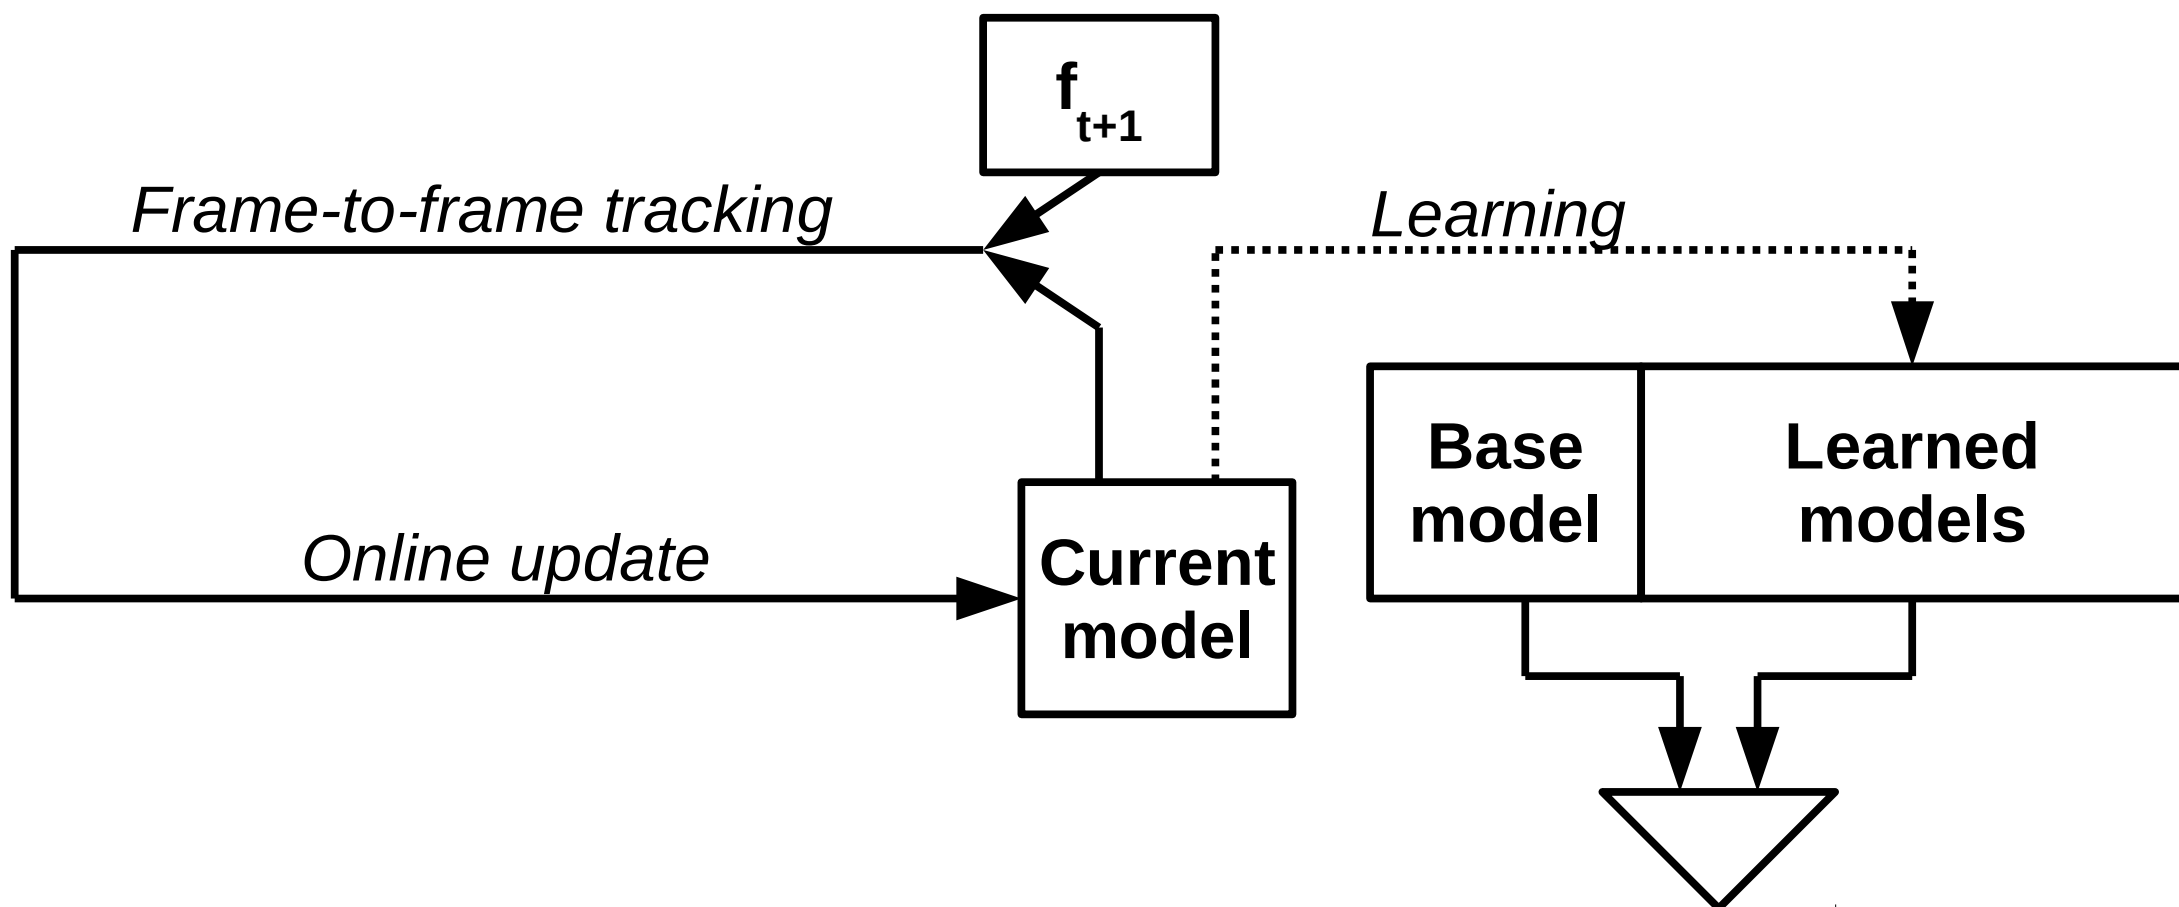 f
t+1
Frame-to-frame tracking
Learning
Base
model
Learned
models
Online update
Current
model